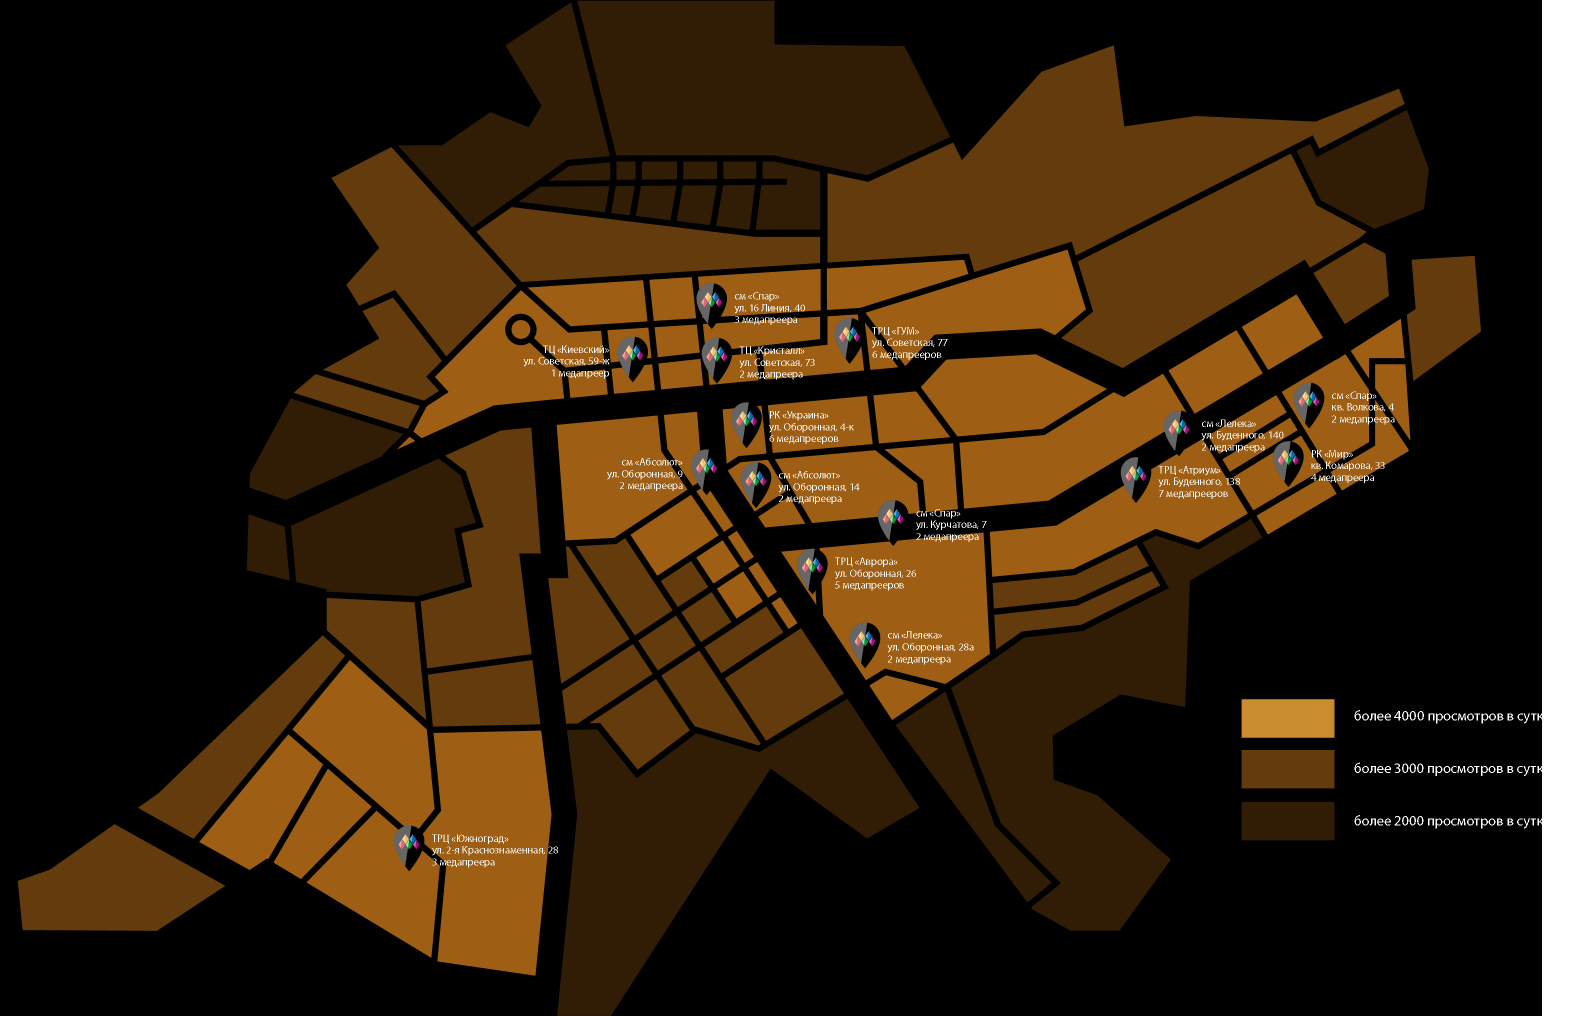 см «Спар»
ул. 16 Линия, 40
3 медапреера
ТРЦ «ГУМ»
ул. Советская, 77
6 медапрееров
ТЦ «Киевский»
ул. Советская, 59-ж
1 медапреер
ТЦ «Кристалл»
ул. Советская, 73
2 медапреера
РК «Украина»
ул. Оборонная, 4-к
6 медапрееров
см «Спар»
кв. Волкова, 4
2 медапреера
см «Лелека»
ул. Буденного, 140
2 медапреера
РК «Мир»
кв. Комарова, 33
4 медапреера
см «Абсолют»
ул. Оборонная, 9
2 медапреера
см «Абсолют»
ул. Оборонная, 14
2 медапреера
ТРЦ «Атриум»
ул. Буденного, 138
7 медапрееров
см «Спар»
ул. Курчатова, 7
2 медапреера
ТРЦ «Аврора»
ул. Оборонная, 26
5 медапрееров
см «Лелека»
ул. Оборонная, 28а
2 медапреера
более 4000 просмотров в сутк
более 3000 просмотров в сутк
более 2000 просмотров в сутк
ТРЦ «Южноград»
ул. 2-я Краснознаменная, 28
3 медапреера